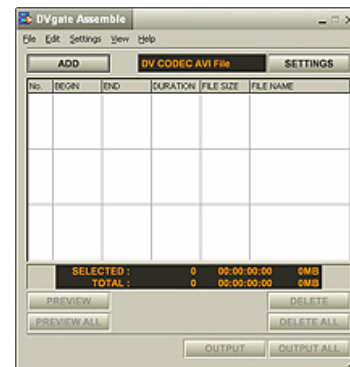 DVgate Assemble
File Edit Settings View Help
ADD DV CODEC AVI File SETTINGS
No. BEGIN END DURATION FILE SIZE FILE NAME
SELECTED : 0 00:00:00:00 0MB
TOTAL : 0 00:00:00:00 0MB
PREVIEW DELETE
PREVIEW ALL DELETE ALL
OUTPUT OUTPUT ALL